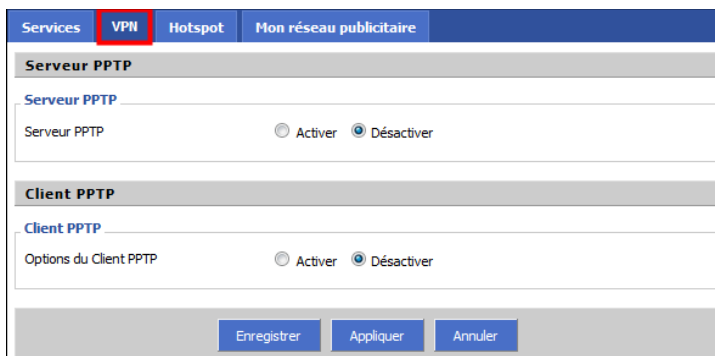 Services VPN Hotspot Mon réseau publicitaire
Serveur PPTP
Serveur PPTP
Serveur PPTP Activer Désactiver
Client PPTP
Client PPTP
Options du Client PPTP Activer Désactiver
Enregistrer Appliquer Annuler